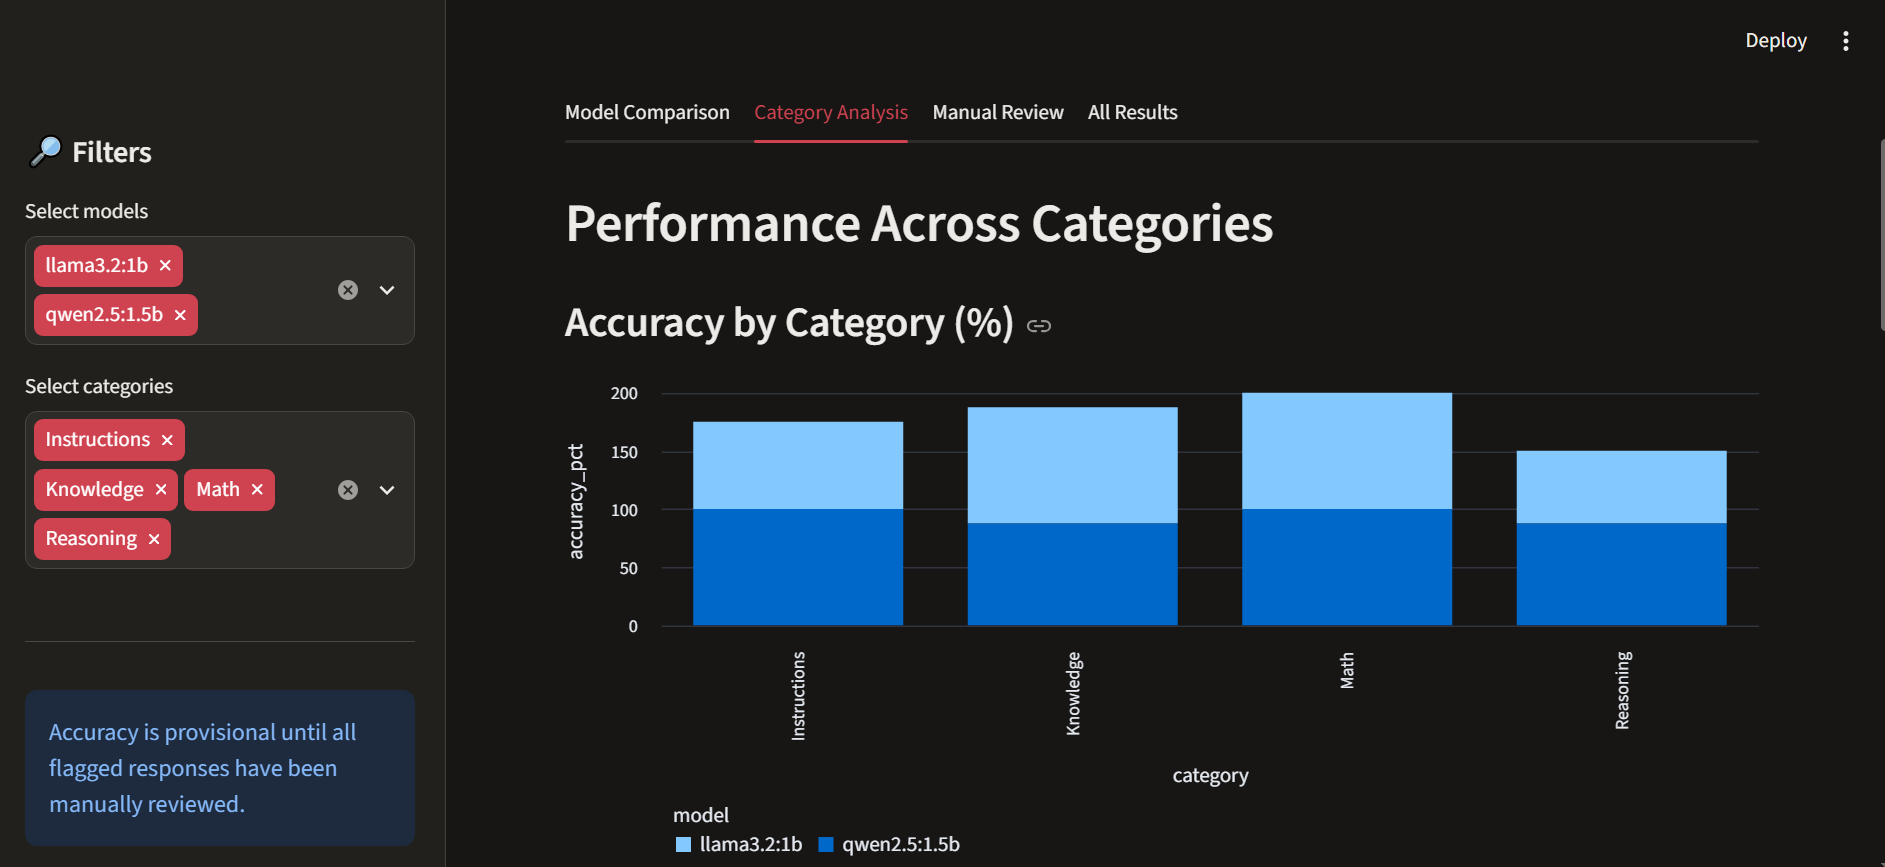 Deploy
Filters
Select models
llama3.2:1b
qwen2.5:1.5b
Select categories
Instructions
Knowledge Math
Reasoning
Accuracy is provisional until all
flagged responses have been
manually reviewed.
Model Comparison Category Analysis Manual Review All Results
Performance Across Categories
Accuracy by Category (%)
accuracy_pct
200
150
100
50
0
Instructions Knowledge Math Reasoning
category
model
llama3.2:1b qwen2.5:1.5b